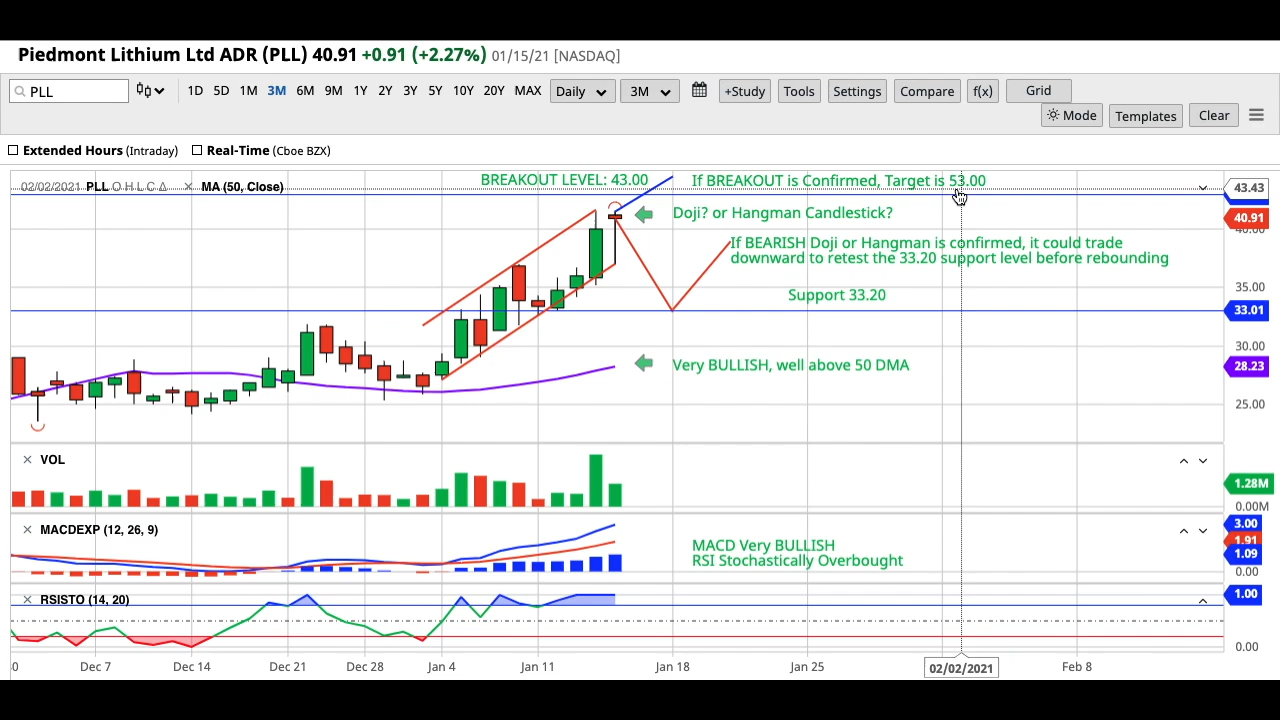 Piedmont Lithium Ltd ADR (PLL) 40.91 +0.91 (+2.27%) 01/15/21 [NASDAQ]
PLL 1D 5D 1M 3M 6M 9M 1Y 2Y 3Y 5Y 10Y 20Y MAX Daily 3M +Study Tools Settings Compare f(x) Grid
Mode Templates Clear
Extended Hours (Intraday) Real-Time (Cboe BZX)
BREAKOUT LEVEL: 43.00 If BREAKOUT is Confirmed, Target is 53.00
02/02/2021 PLL O H L C Δ × MA (50, Close) 43.43
Doji? or Hangman Candlestick? 40.91
40.00
If BEARISH Doji or Hangman is confirmed, it could trade
downward to retest the 33.20 support level before rebounding
35.00
Support 33.20
33.01
30.00
Very BULLISH, well above 50 DMA 28.23
25.00
× VOL
1.28M
0.00M
× MACDEXP (12, 26, 9) 3.00
1.91
MACD Very BULLISH
1.09
RSI Stochastically Overbought
0.00
× RSISTO (14, 20) 1.00
0.00
Dec 7 Dec 14 Dec 21 Dec 28 Jan 4 Jan 11 Jan 18 Jan 25 02/02/2021 Feb 8